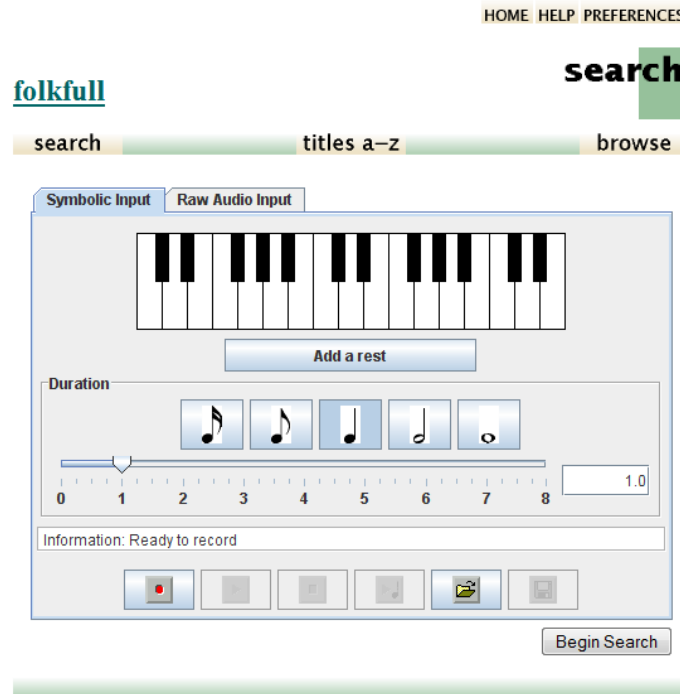 HOME HELP PREFERENCES
folkfull
search
search titles a–z browse
Symbolic Input Raw Audio Input
Add a rest
Duration
1.0
0 1 2 3 4 5 6 7 8
Information: Ready to record
Begin Search